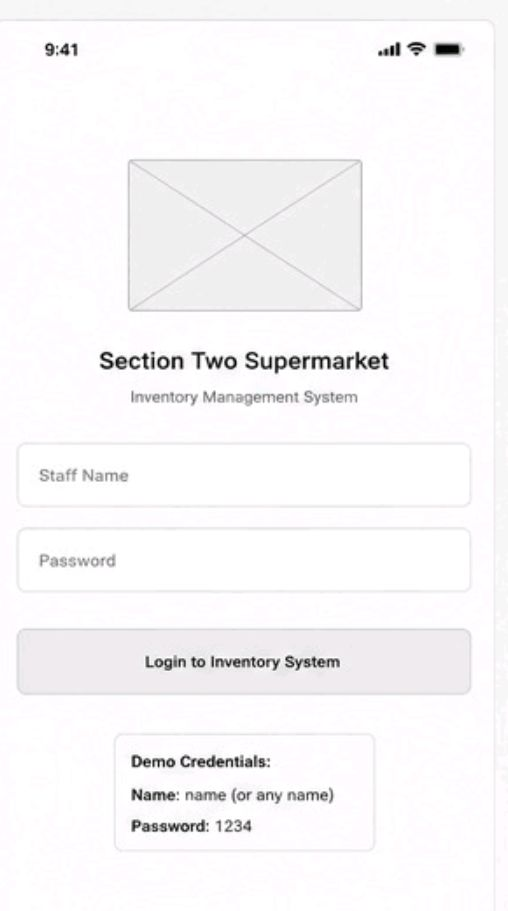 9:41
Section Two Supermarket
Inventory Management System
Staff Name
Password
Login to Inventory System
Demo Credentials:
Name: name (or any name)
Password: 1234